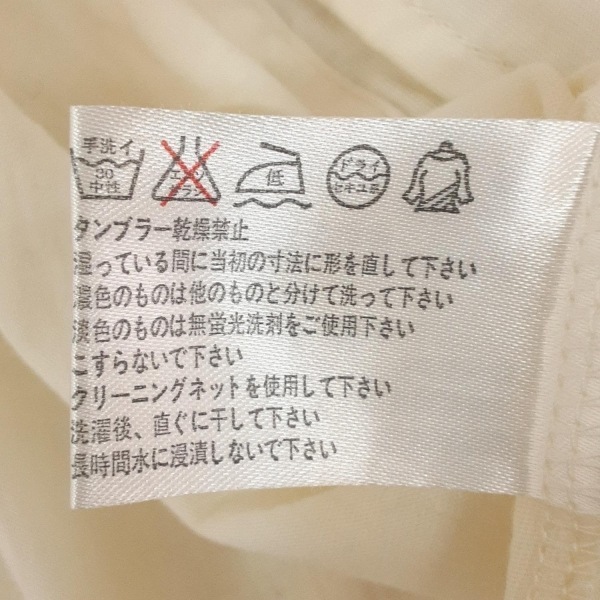 手洗イ
30
中性
エンソ
サラシ
低
ドライ
セキユ系
タンブラー乾燥禁止
湿っている間に当初の寸法に形を直して下さい
濃色のものは他のものと分けて洗って下さい
淡色のものは無蛍光洗剤をご使用下さい
こすらないで下さい
クリーニングネットを使用して下さい
洗濯後、直ぐに干して下さい
長時間水に浸漬しないで下さい